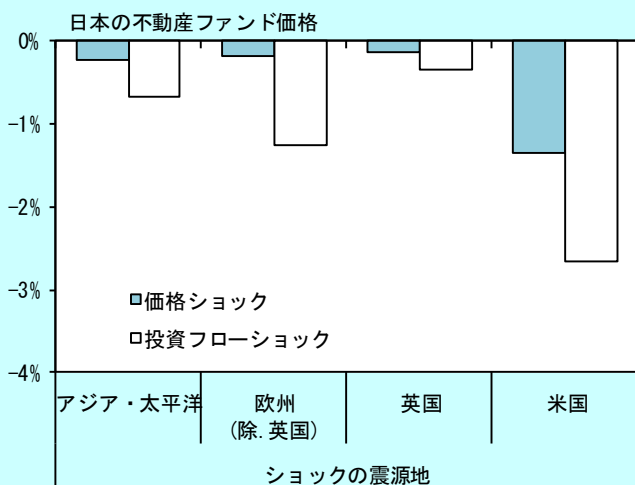 日本の不動産ファンド価格
0%
-1%
-2%
-3%
-4%
価格ショック
投資フローショック
アジア・太平洋
欧州
(除.英国)
英国
米国
ショックの震源地